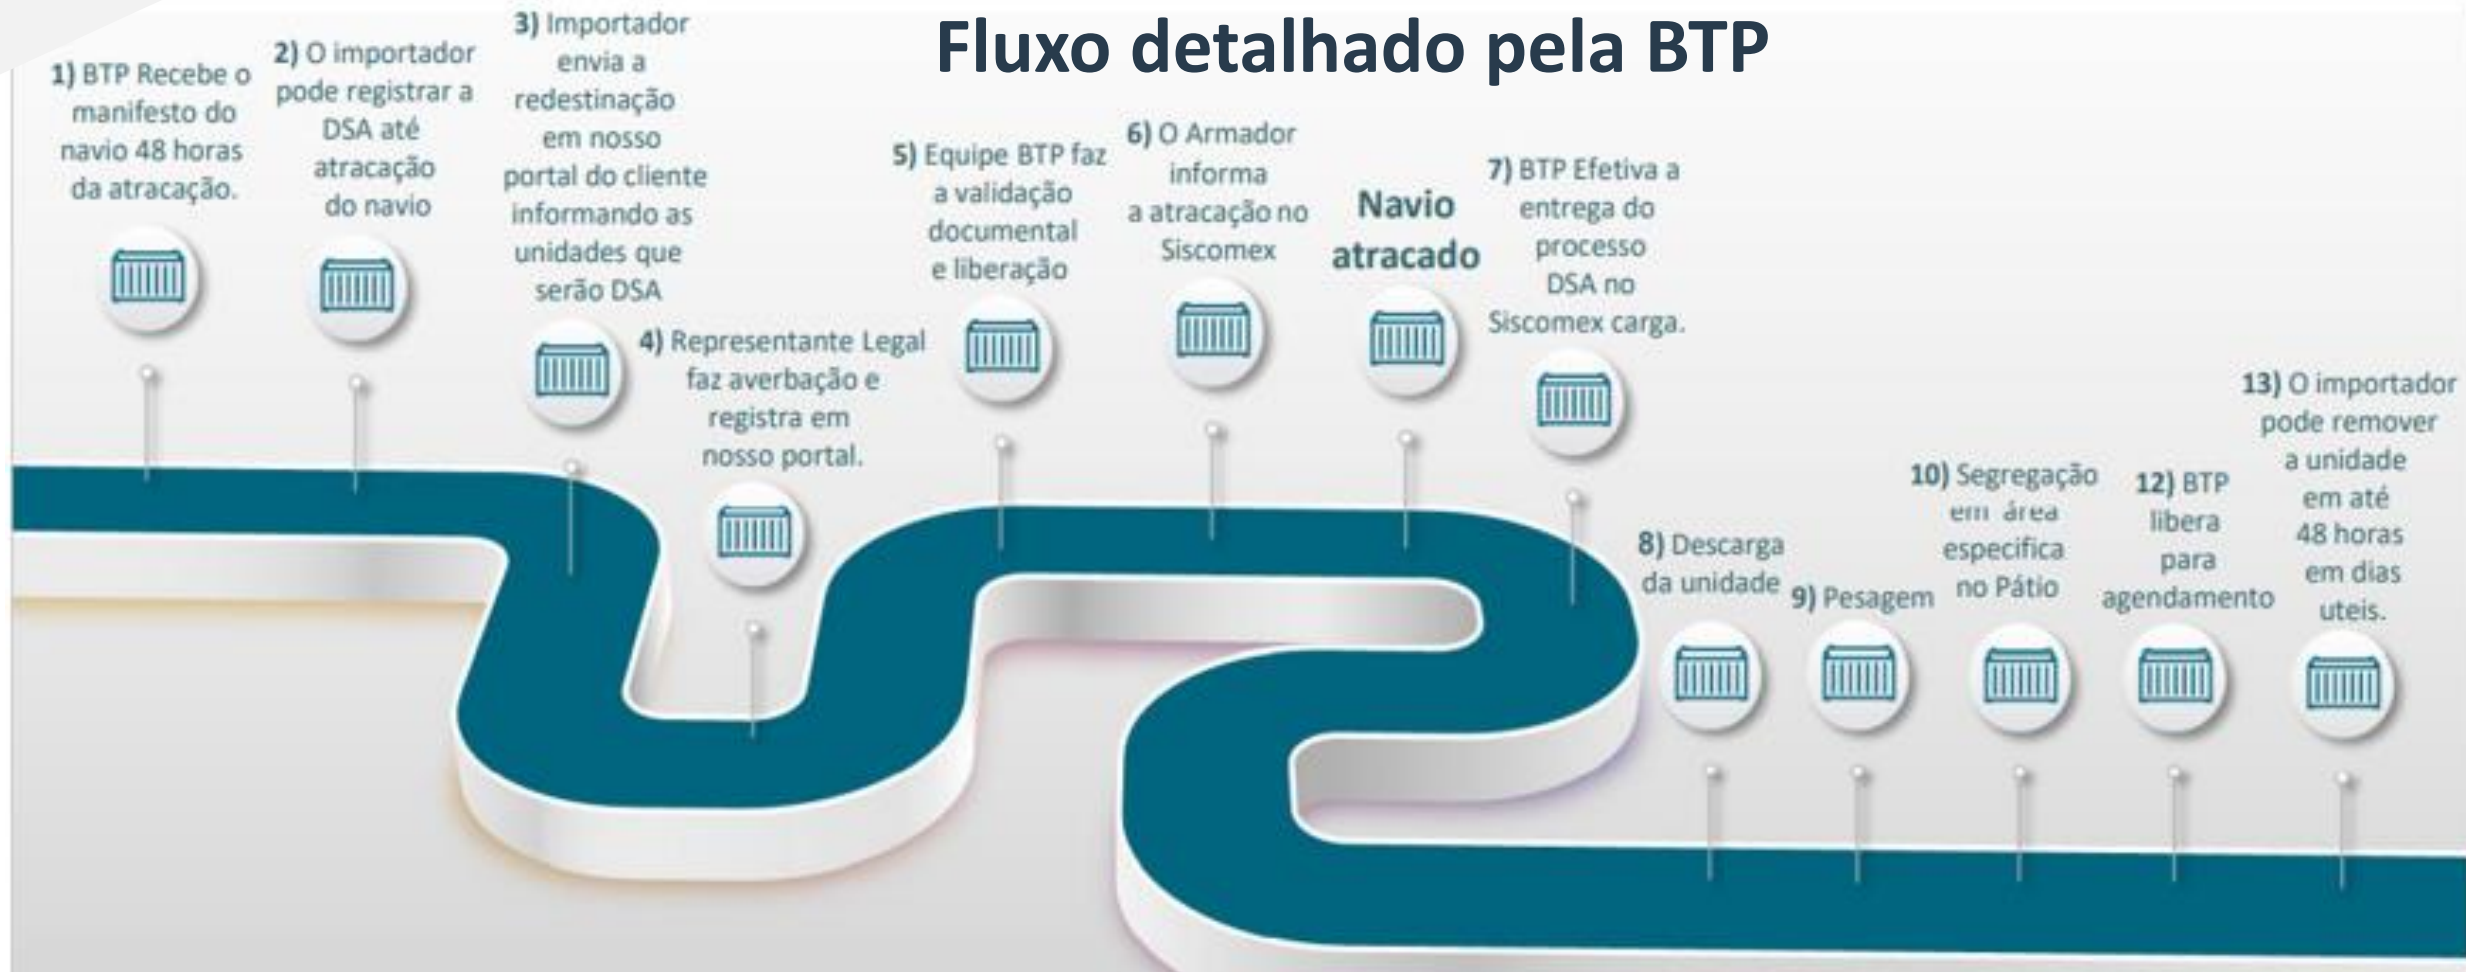 Fluxo detalhado pela BTP
1) BTP Recebe o
manifesto do
navio 48 horas
da atracação.
2) O importador
pode registrar a
DSA até
atracação
do navio
3) Importador
envia a
redestinação
em nosso
portal do cliente
informando as
unidades que
serão DSA
4) Representante Legal
faz averbação e
registra em
nosso portal.
5) Equipe BTP faz
a validação
documental
e liberação
6) O Armador
informa
a atracação no
Siscomex
Navio
atracado
7) BTP Efetiva a
entrega do
processo
DSA no
Siscomex carga.
8) Descarga
da unidade
9) Pesagem
10) Segregação
em área
especifica
no Pátio
12) BTP
libera
para
agendamento
13) O importador
pode remover
a unidade
em até
48 horas
em dias
uteis.